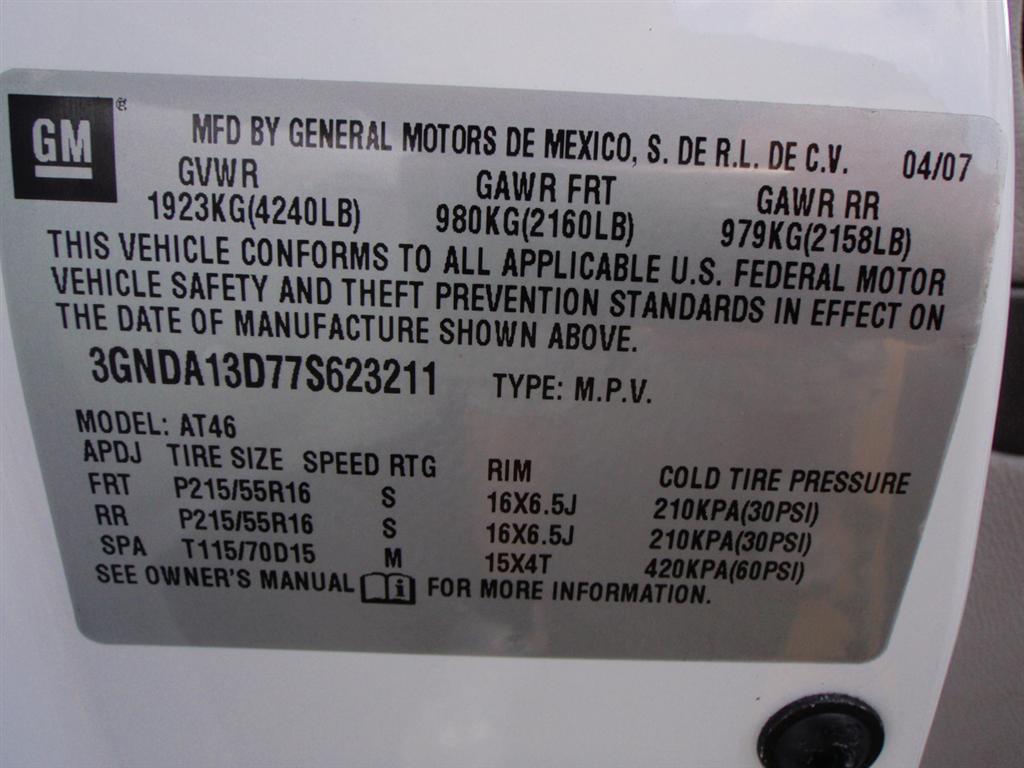 GM ®
MFD BY GENERAL MOTORS DE MEXICO, S. DE R.L. DE C.V. 04/07
GVWR GAWR FRT GAWR RR
1923KG(4240LB) 980KG(2160LB) 979KG(2158LB)
THIS VEHICLE CONFORMS TO ALL APPLICABLE U.S. FEDERAL MOTOR
VEHICLE SAFETY AND THEFT PREVENTION STANDARDS IN EFFECT ON
THE DATE OF MANUFACTURE SHOWN ABOVE.
3GNDA13D77S623211 TYPE: M.P.V.
MODEL: AT46
APDJ TIRE SIZE SPEED RTG RIM COLD TIRE PRESSURE
FRT P215/55R16 S 16X6.5J 210KPA(30PSI)
RR P215/55R16 S 16X6.5J 210KPA(30PSI)
SPA T115/70D15 M 15X4T 420KPA(60PSI)
SEE OWNER'S MANUAL i FOR MORE INFORMATION.